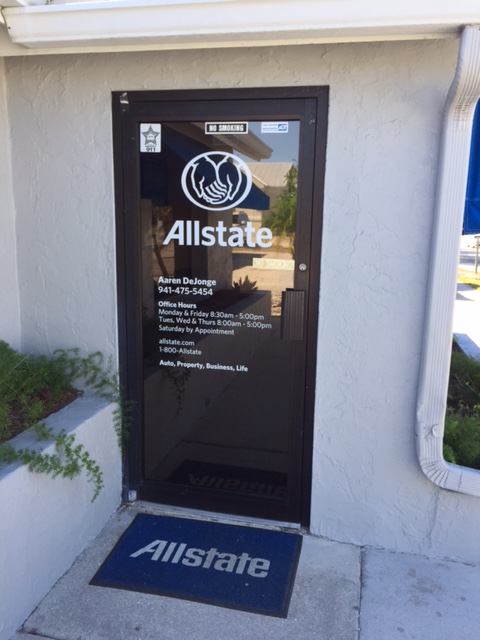 NO SMOKING
911
Allstate
Aaren DeJonge
941-475-5454
Office Hours
Monday & Friday 8:30am - 5:00pm
Tues, Wed & Thurs 8:00am - 5:00pm
Saturday by Appointment
allstate.com
1-800-Allstate
Auto, Property, Business, Life
Allstate